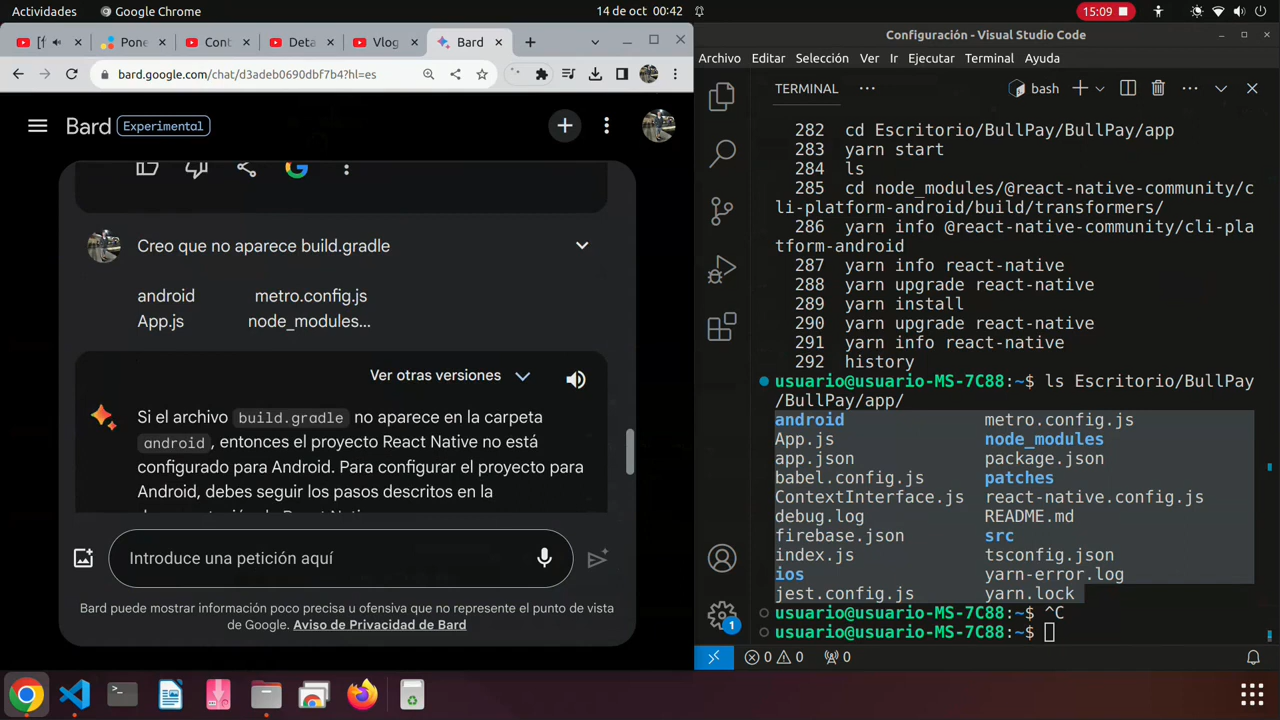 Actividades
Google Chrome
14 de oct 00:42
15:09
Pone
Cont
Deta
Vlog
Bard
bard.google.com/chat/d3adeb0690dbf7b4?hl=es
Bard Experimental
Creo que no aparece build.gradle
android metro.config.js
App.js node_modules...
Ver otras versiones
Si el archivo build.gradle no aparece en la carpeta
android, entonces el proyecto React Native no está
configurado para Android. Para configurar el proyecto para
Android, debes seguir los pasos descritos en la
Introduce una petición aquí
Bard puede mostrar información poco precisa u ofensiva que no represente el punto de vista
de Google. Aviso de Privacidad de Bard
Configuración - Visual Studio Code
Archivo Editar Selección Ver Ir Ejecutar Terminal Ayuda
TERMINAL
bash
282 cd Escritorio/BullPay/BullPay/app
283 yarn start
284 ls
285 cd node_modules/@react-native-community/c
li-platform-android/build/transformers/
286 yarn info @react-native-community/cli-pla
tform-android
287 yarn info react-native
288 yarn upgrade react-native
289 yarn install
290 yarn upgrade react-native
291 yarn info react-native
292 history
usuario@usuario-MS-7C88:~$ ls Escritorio/BullPay
/BullPay/app/
android metro.config.js
App.js node_modules
app.json package.json
babel.config.js patches
ContextInterface.js react-native.config.js
debug.log README.md
firebase.json src
index.js tsconfig.json
ios yarn-error.log
jest.config.js yarn.lock
usuario@usuario-MS-7C88:~$ ^C
usuario@usuario-MS-7C88:~$
1
0 0 0